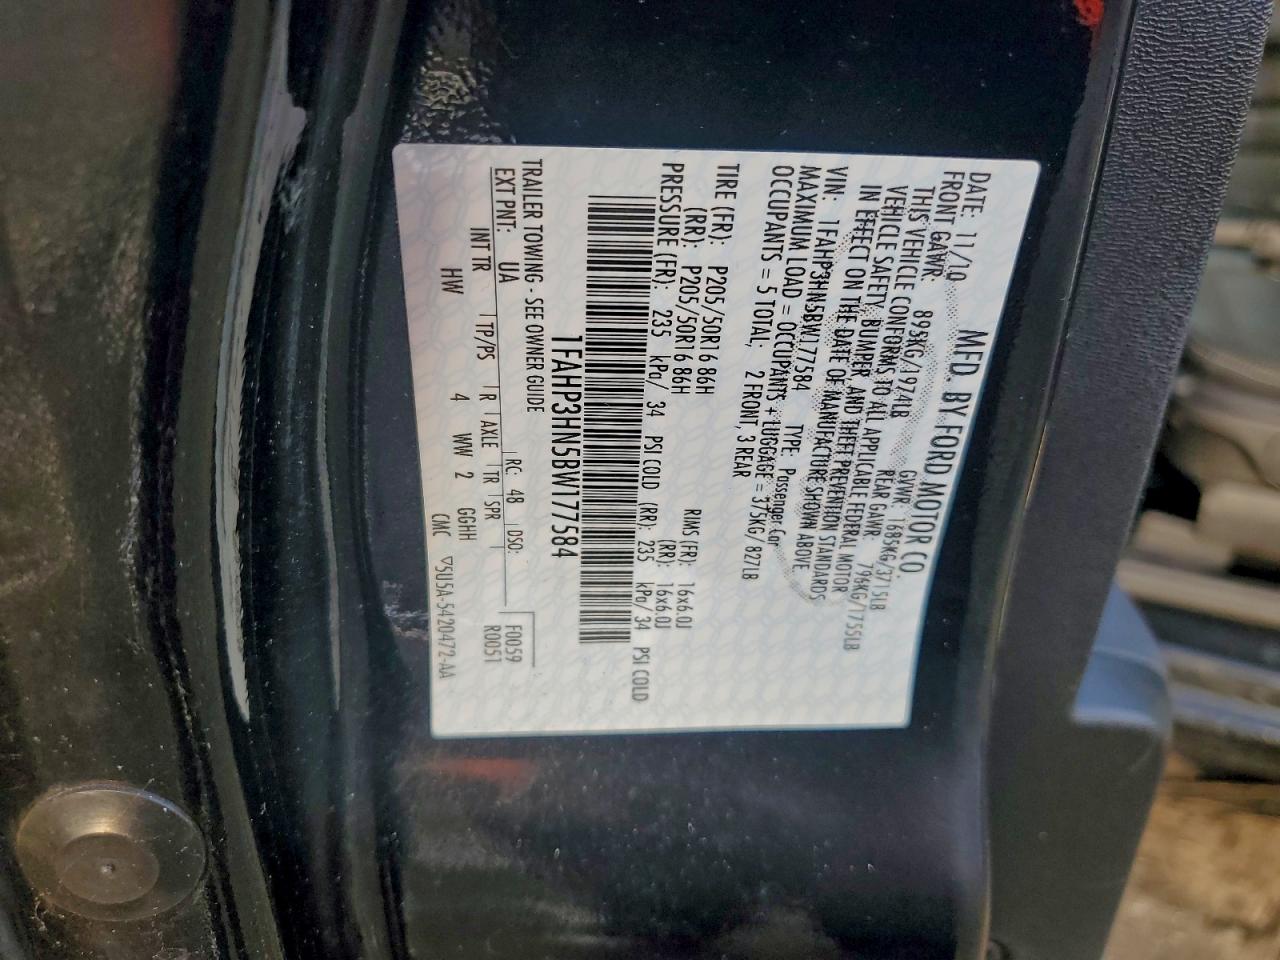 MFD. BY FORD MOTOR CO.
DATE: 11/10 GVWR: 1685KG/3715LB
FRONT GAWR: 895KG/1974LB REAR GAWR: 796KG/1755LB
THIS VEHICLE CONFORMS TO ALL APPLICABLE FEDERAL MOTOR
VEHICLE SAFETY, BUMPER, AND THEFT PREVENTION STANDARDS
IN EFFECT ON THE DATE OF MANUFACTURE SHOWN ABOVE
VIN: 1FAHP3HN5BW177584 TYPE: Passenger Car
MAXIMUM LOAD = OCCUPANTS + LUGGAGE = 375KG/ 827LB
OCCUPANTS = 5 TOTAL, 2 FRONT, 3 REAR
TIRE (FR): P205/50R16 86H RIMS (FR): 16x6.0J
(RR): P205/50R16 86H (RR): 16x6.0J
PRESSURE (FR): 235 kPa/ 34 PSI COLD (RR): 235 kPa/ 34 PSI COLD
1FAHP3HN5BW177584
TRAILER TOWING - SEE OWNER GUIDE
F0059
EXT PNT: UA RC: 48 DSO: R0051
INT TR TP/PS R AXLE TR SPR
HW 4 WW 2 GGHH
CMC ▽5U5A-5420472-AA